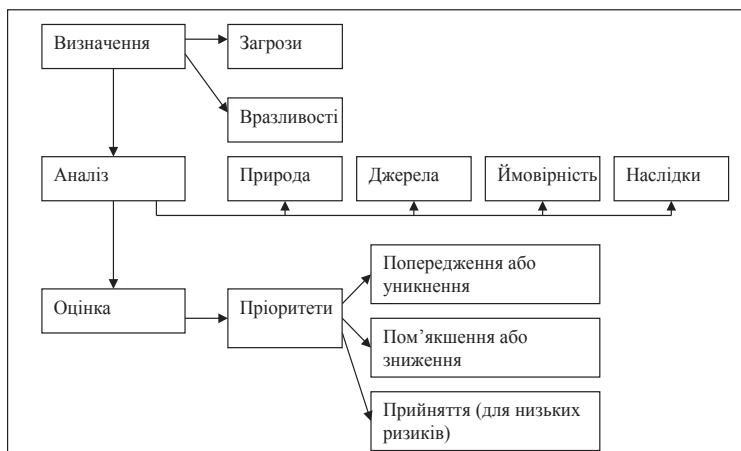 Визначення
Загрози
Вразливості
Аналіз
Природа
Джерела
Ймовірність
Наслідки
Оцінка
Пріоритети
Попередження або
уникнення
Пом’якшення або
зниження
Прийняття (для низьких
ризиків)